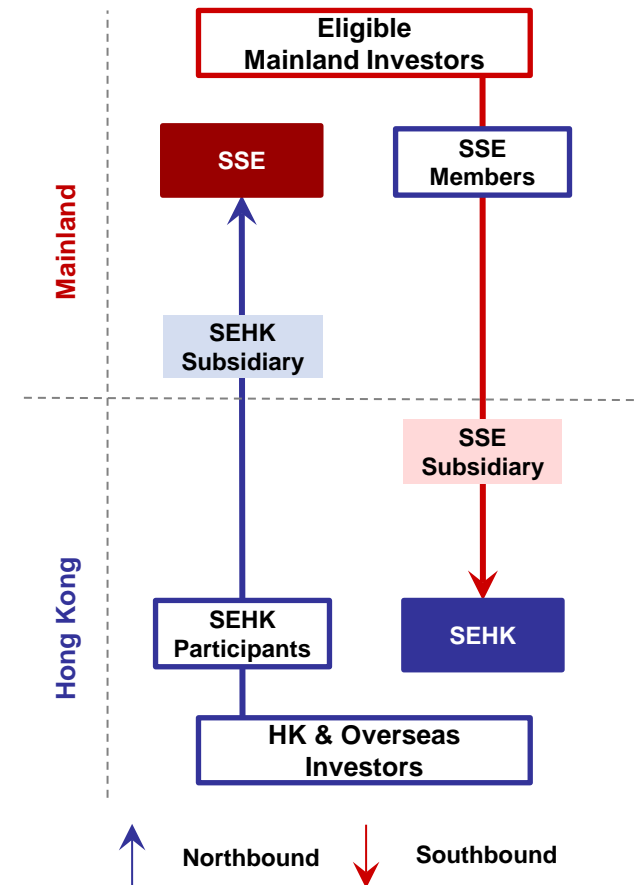 Eligible
Mainland Investors
SSE
SSE
Members
Mainland
SEHK
Subsidiary
SSE
Subsidiary
Hong Kong
SEHK
Participants
SEHK
HK & Overseas
Investors
Northbound
Southbound